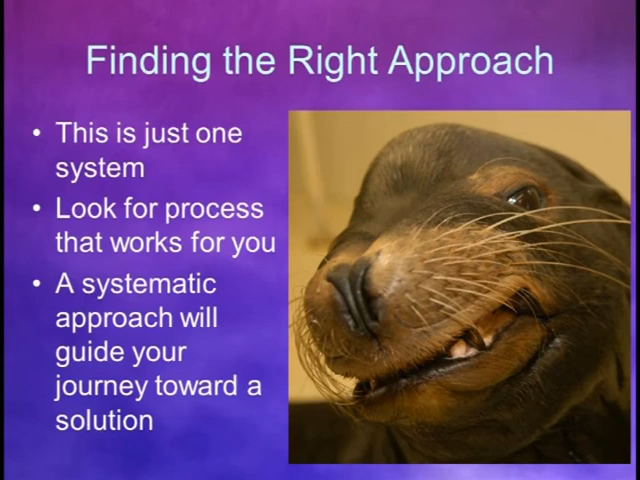 Finding the Right Approach
• This is just one
system
• Look for process
that works for you
• A systematic
approach will
guide your
journey toward a
solution